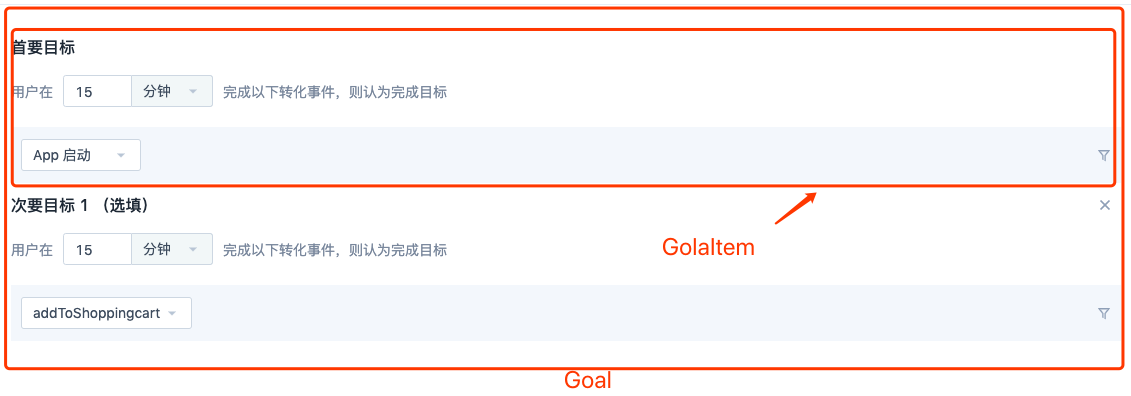 首要目标
用户在 15 分钟 完成以下转化事件，则认为完成目标
App 启动
次要目标 1 （选填）
用户在 15 分钟 完成以下转化事件，则认为完成目标
GolaItem
addToShoppingcart
Goal